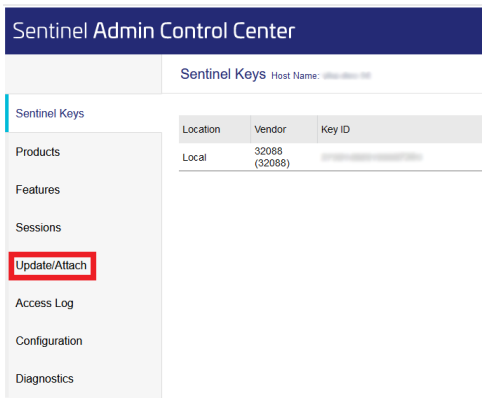 Sentinel Admin Control Center
Sentinel Keys Host Name:
Sentinel Keys
Location Vendor Key ID
Products
Local 32088
(32088)
Features
Sessions
Update/Attach
Access Log
Configuration
Diagnostics